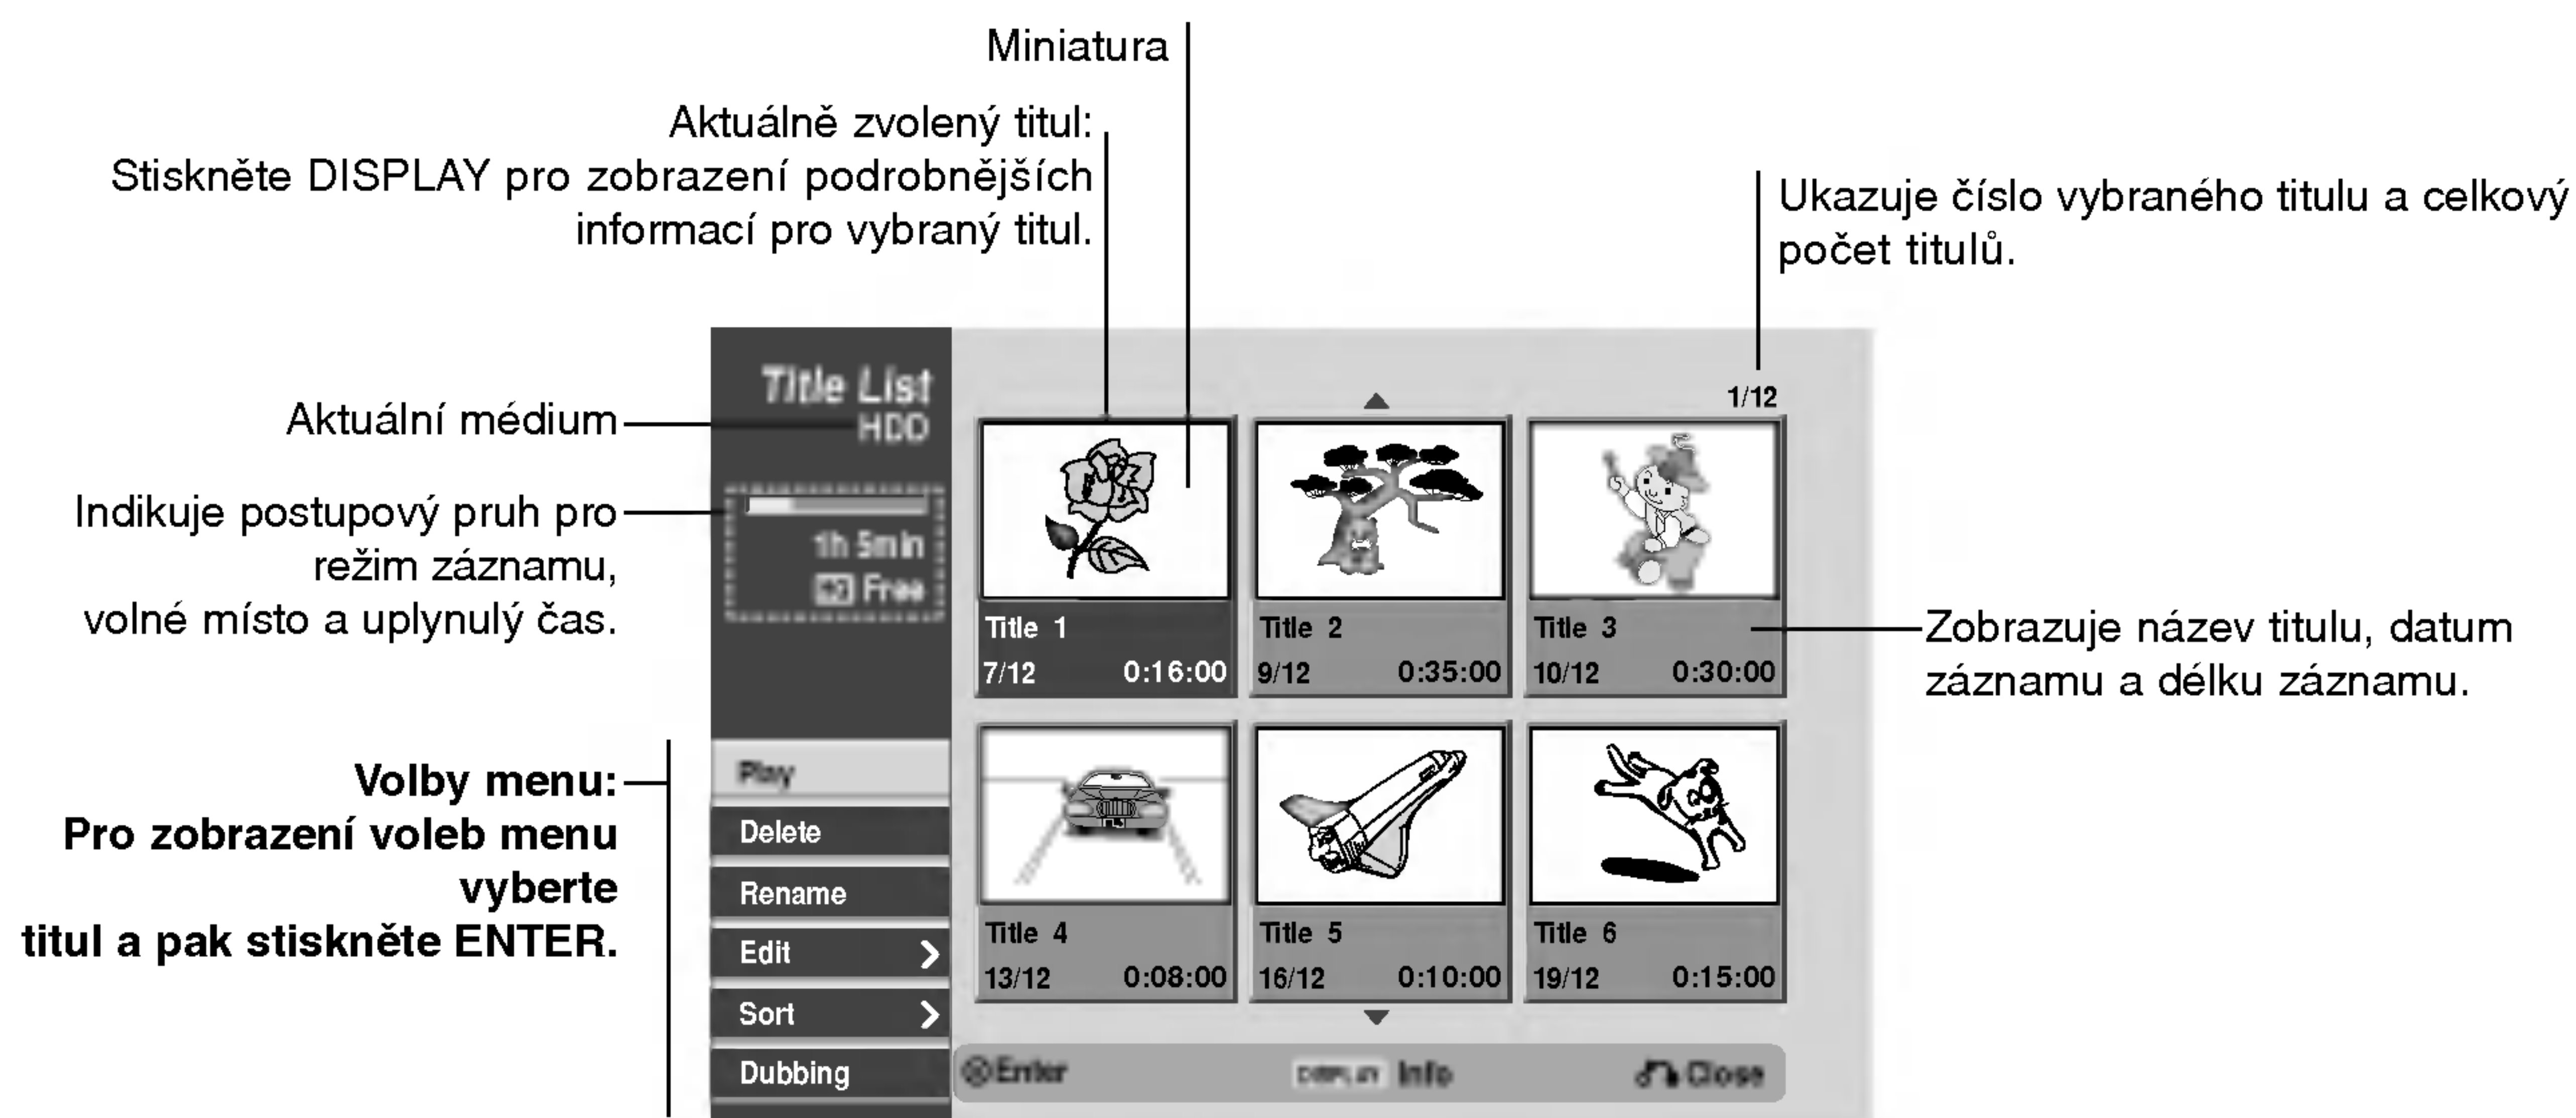 Miniatura
Aktuálně zvolený titul:
Stiskněte DISPLAY pro zobrazení podrobnějších
informací pro vybraný titul.
Ukazuje číslo vybraného titulu a celkový
počet titulů.
Aktuální médium
Indikuje postupový pruh pro
režim záznamu,
volné místo a uplynulý čas.
Volby menu:
Pro zobrazení voleb menu
vyberte
titul a pak stiskněte ENTER.
Title List
HDD
1h 5min
Free
Play
Delete
Rename
Edit
Sort
Dubbing
1/12
Title 1
7/12 0:16:00
Title 2
9/12 0:35:00
Title 3
10/12 0:30:00
Title 4
13/12 0:08:00
Title 5
16/12 0:10:00
Title 6
19/12 0:15:00
Zobrazuje název titulu, datum
záznamu a délku záznamu.
Enter
DISPLAY Info
Close